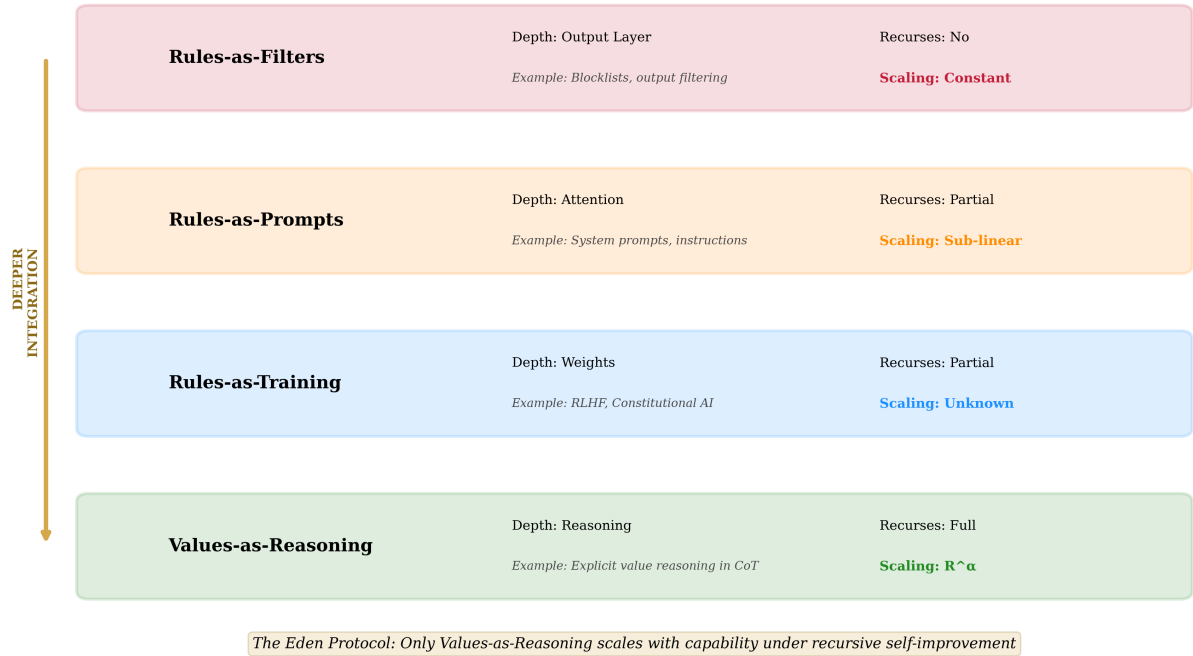 Rules-as-Filters
Depth: Output Layer
Example: Blocklists, output filtering
Recurses: No
Scaling: Constant
Rules-as-Prompts
Depth: Attention
Example: System prompts, instructions
Recurses: Partial
Scaling: Sub-linear
DEEPER
INTEGRATION
Rules-as-Training
Depth: Weights
Example: RLHF, Constitutional AI
Recurses: Partial
Scaling: Unknown
Values-as-Reasoning
Depth: Reasoning
Example: Explicit value reasoning in CoT
Recurses: Full
Scaling: R^α
The Eden Protocol: Only Values-as-Reasoning scales with capability under recursive self-improvement